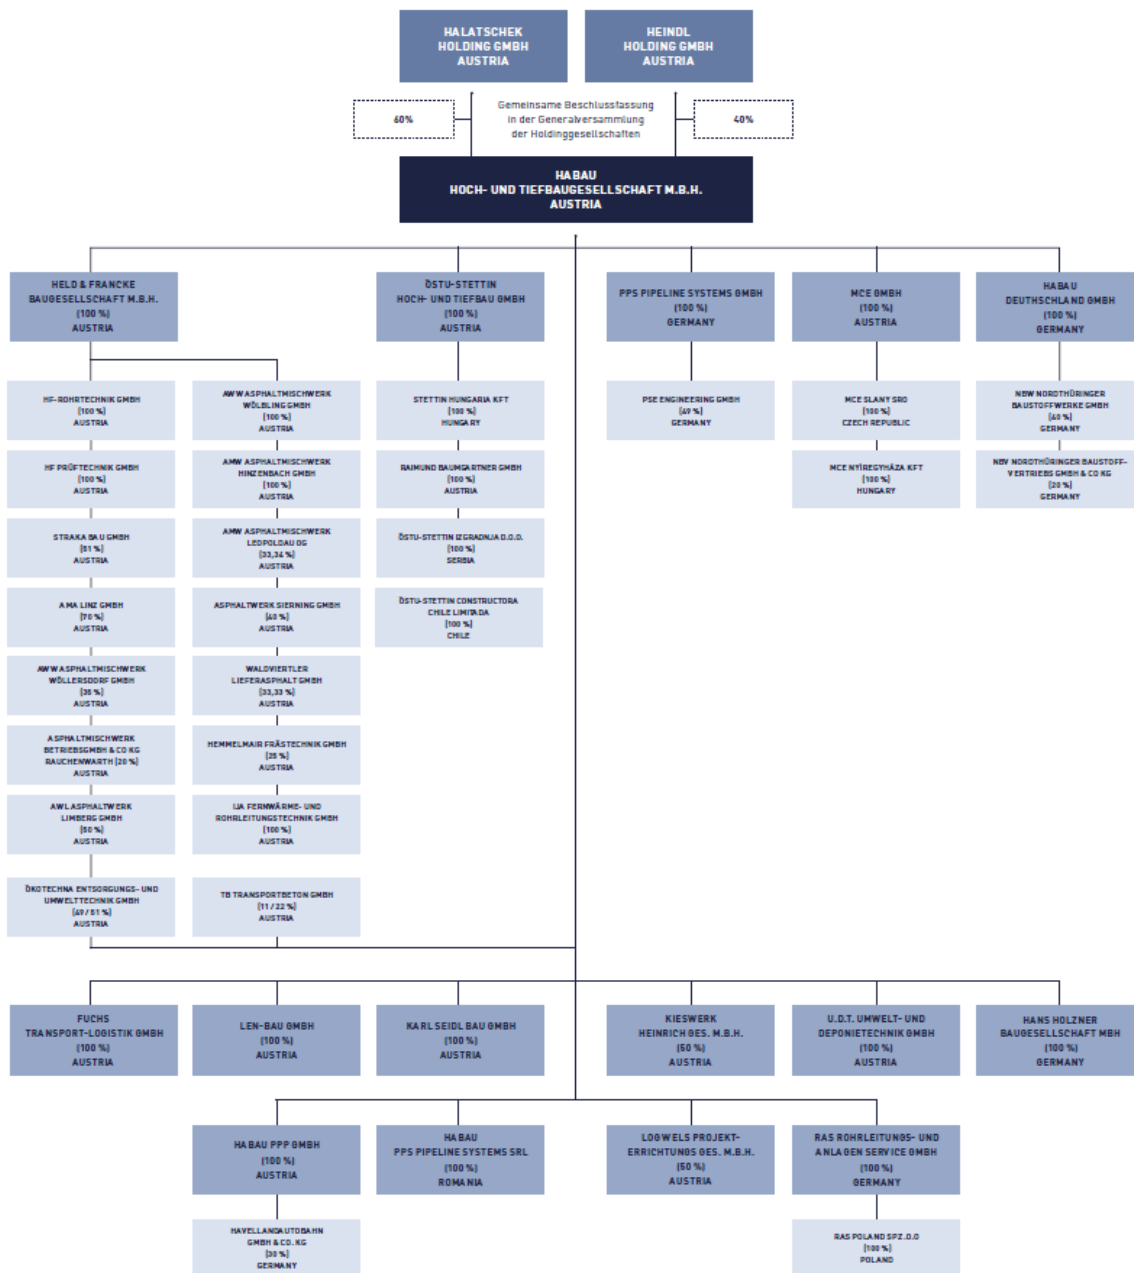 HALATSCHEK
HOLDING GMBH
AUSTRIA
HEINDL
HOLDING GMBH
AUSTRIA
60%
Gemeinsame Beschlussfassung
in der Generalversammlung
der Holdinggesellschaften
40%
HABAU
HOCH- UND TIEFBAUGESELLSCHAFT M.B.H.
AUSTRIA
HELD & FRANCKE
BAUGESELLSCHAFT M.B.H.
(100 %)
AUSTRIA
ÖSTU-STETTIN
HOCH- UND TIEFBAU GMBH
(100 %)
AUSTRIA
PPS PIPELINE SYSTEMS GMBH
(100 %)
GERMANY
MCE GMBH
(100 %)
AUSTRIA
HABAU
DEUTHSCHLAND GMBH
(100 %)
GERMANY
HF-ROHRTECHNIK GMBH
(100 %)
AUSTRIA
AWW ASPHALTMISCHWERK
WÖLBLING GMBH
(100 %)
AUSTRIA
STETTIN HUNGARIA KFT
(100 %)
HUNGARY
PSE ENGINEERING GMBH
(49 %)
GERMANY
MCE SLANY SRO
(100 %)
CZECH REPUBLIC
NBW NORDTHÜRINGER
BAUSTOFFWERKE GMBH
(60 %)
GERMANY
HF PRÜFTECHNIK GMBH
(100 %)
AUSTRIA
AMW ASPHALTMISCHWERK
HINZENBACH GMBH
(100 %)
AUSTRIA
RAIMUND BAUMGARTNER GMBH
(100 %)
AUSTRIA
MCE NYÍREGYHÁZA KFT
(100 %)
HUNGARY
NBV NORDTHÜRINGER BAUSTOFF-
VERTRIEBS GMBH & CO KG
(20 %)
GERMANY
STRAKA BAU GMBH
(51 %)
AUSTRIA
AMW ASPHALTMISCHWERK
LEOPOLDAU OG
(33,34 %)
AUSTRIA
ÖSTU-STETTIN IZGRADNJA D.O.O.
(100 %)
SERBIA
AMA LINZ GMBH
(70 %)
AUSTRIA
ASPHALTWERK SIERNING GMBH
(40 %)
AUSTRIA
ÖSTU-STETTIN CONSTRUCTORA
CHILE LIMITADA
(100 %)
CHILE
AWW ASPHALTMISCHWERK
WÖLLERSDORF GMBH
(35 %)
AUSTRIA
WALDVIERTLER
LIEFERASPHALT GMBH
(33,33 %)
AUSTRIA
ASPHALTMISCHWERK
BETRIEBSGMBH & CO KG
RAUCHENWARTH (20 %)
AUSTRIA
HEMMELMAIR FRÄSTECHNIK GMBH
(25 %)
AUSTRIA
AWL ASPHALTWERK
LIMBERG GMBH
(50 %)
AUSTRIA
IJA FERNWÄRME- UND
ROHRLEITUNGSTECHNIK GMBH
(100 %)
AUSTRIA
ÖKOTECHNA ENTSORGUNGS- UND
UMWELTTECHNIK GMBH
(49 / 51 %)
AUSTRIA
TB TRANSPORTBETON GMBH
(11 / 22 %)
AUSTRIA
FUCHS
TRANSPORT-LOGISTIK GMBH
(100 %)
AUSTRIA
LEN-BAU GMBH
(100 %)
AUSTRIA
KARL SEIDL BAU GMBH
(100 %)
AUSTRIA
KIESWERK
HEINRICH GES. M.B.H.
(50 %)
AUSTRIA
U.D.T. UMWELT- UND
DEPONIETECHNIK GMBH
(100 %)
AUSTRIA
HANS HOLZNER
BAUGESELLSCHAFT MBH
(100 %)
GERMANY
HABAU PPP GMBH
(100 %)
AUSTRIA
HABAU
PPS PIPELINE SYSTEMS SRL
(100 %)
ROMANIA
LOGWELS PROJEKT-
ERRICHTUNGS GES. M.B.H.
(50 %)
AUSTRIA
RAS ROHRLEITUNGS- UND
ANLAGEN SERVICE GMBH
(100 %)
GERMANY
HAVELLANDAUTOBAHN
GMBH & CO. KG
(30 %)
GERMANY
RAS POLAND SPZ.O.O
(100 %)
POLAND